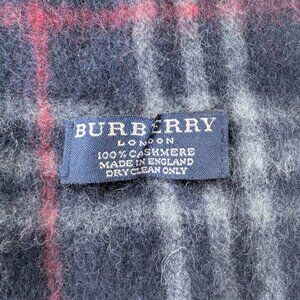 BURBERRY
LONDON
100% CASHMERE
MADE IN ENGLAND
DRY CLEAN ONLY